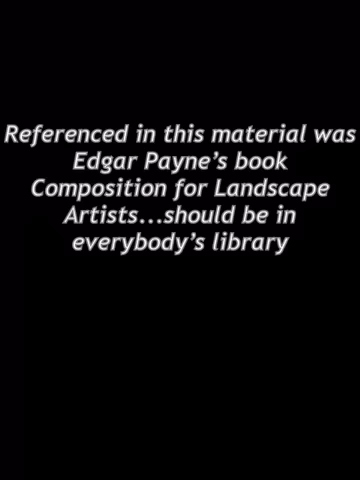 Referenced in this material was
Edgar Payne's book
Composition for Landscape
Artists...should be in
everybody's library